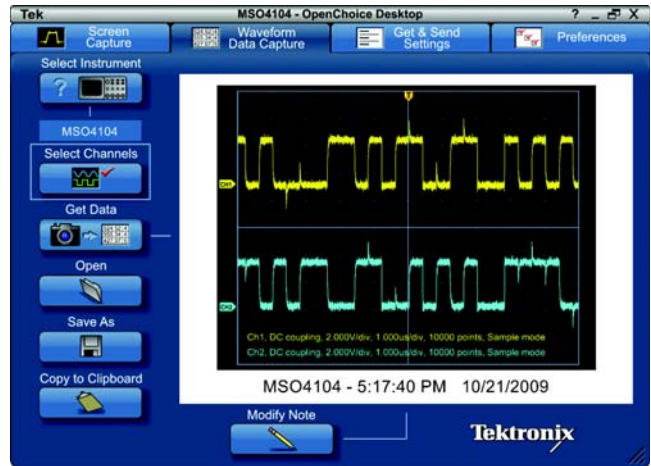 Tek
MSO4104 - OpenChoice Desktop
? _ X
Screen Capture
Waveform Data Capture
Get & Send Settings
Preferences
Select Instrument
?
MSO4104
Select Channels
Get Data
Open
Save As
Copy to Clipboard
T
CH1
CH2
Ch1, DC coupling, 2.000V/div, 1.000us/div, 10000 points, Sample mode
Ch2, DC coupling, 2.000V/div, 1.000us/div, 10000 points, Sample mode
MSO4104 - 5:17:40 PM 10/21/2009
Modify Note
Tektronix